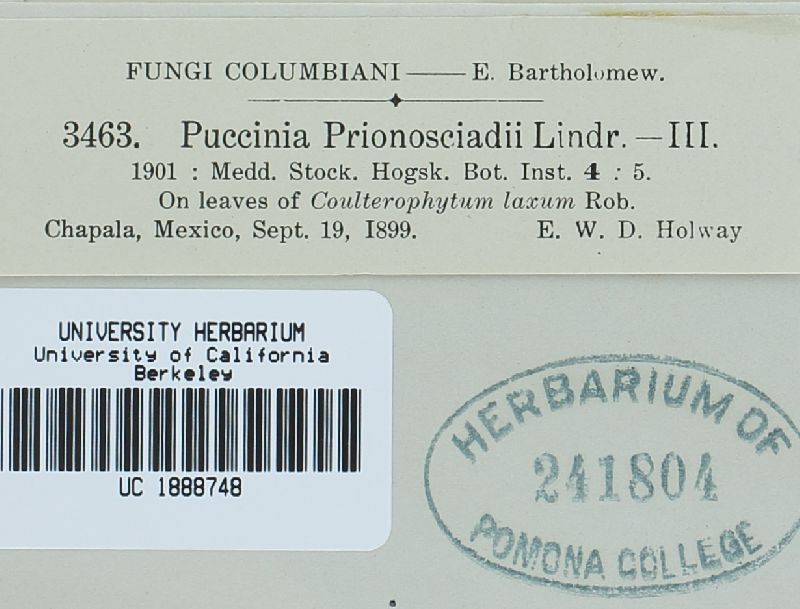 FUNGI COLUMBIANI — E. Bartholomew.
3463. Puccinia Prionosciadii Lindr. — III.
1901 : Medd. Stock. Hogsk. Bot. Inst. 4 : 5.
On leaves of Coulterophytum laxum Rob.
Chapala, Mexico, Sept. 19, 1899. E. W. D. Holway
UNIVERSITY HERBARIUM
University of California
Berkeley
UC 1888748
HERBARIUM OF
241804
POMONA COLLEGE